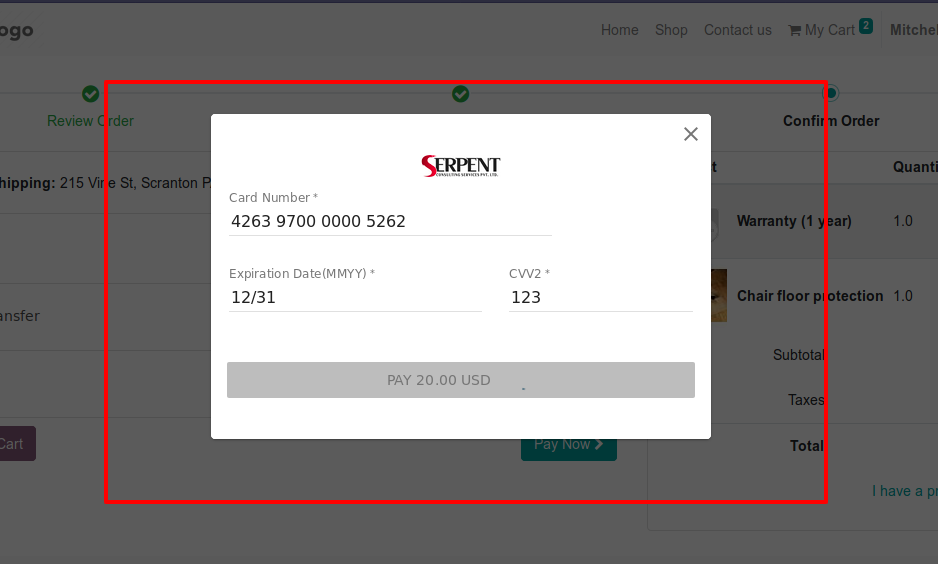 ogo
Home Shop Contact us My Cart 2 Mitchel
Review Order
Confirm Order
hipping: 215 Vine St, Scranton P
SERPENT
CONSULTING SERVICES PVT. LTD.
Card Number *
4263 9700 0000 5262
Expiration Date(MMYY) * CVV2 *
12/31 123
PAY 20.00 USD
t Quanti
Warranty (1 year) 1.0
Chair floor protection 1.0
ansfer
Subtotal
Taxes
Cart Pay Now Total
I have a pr